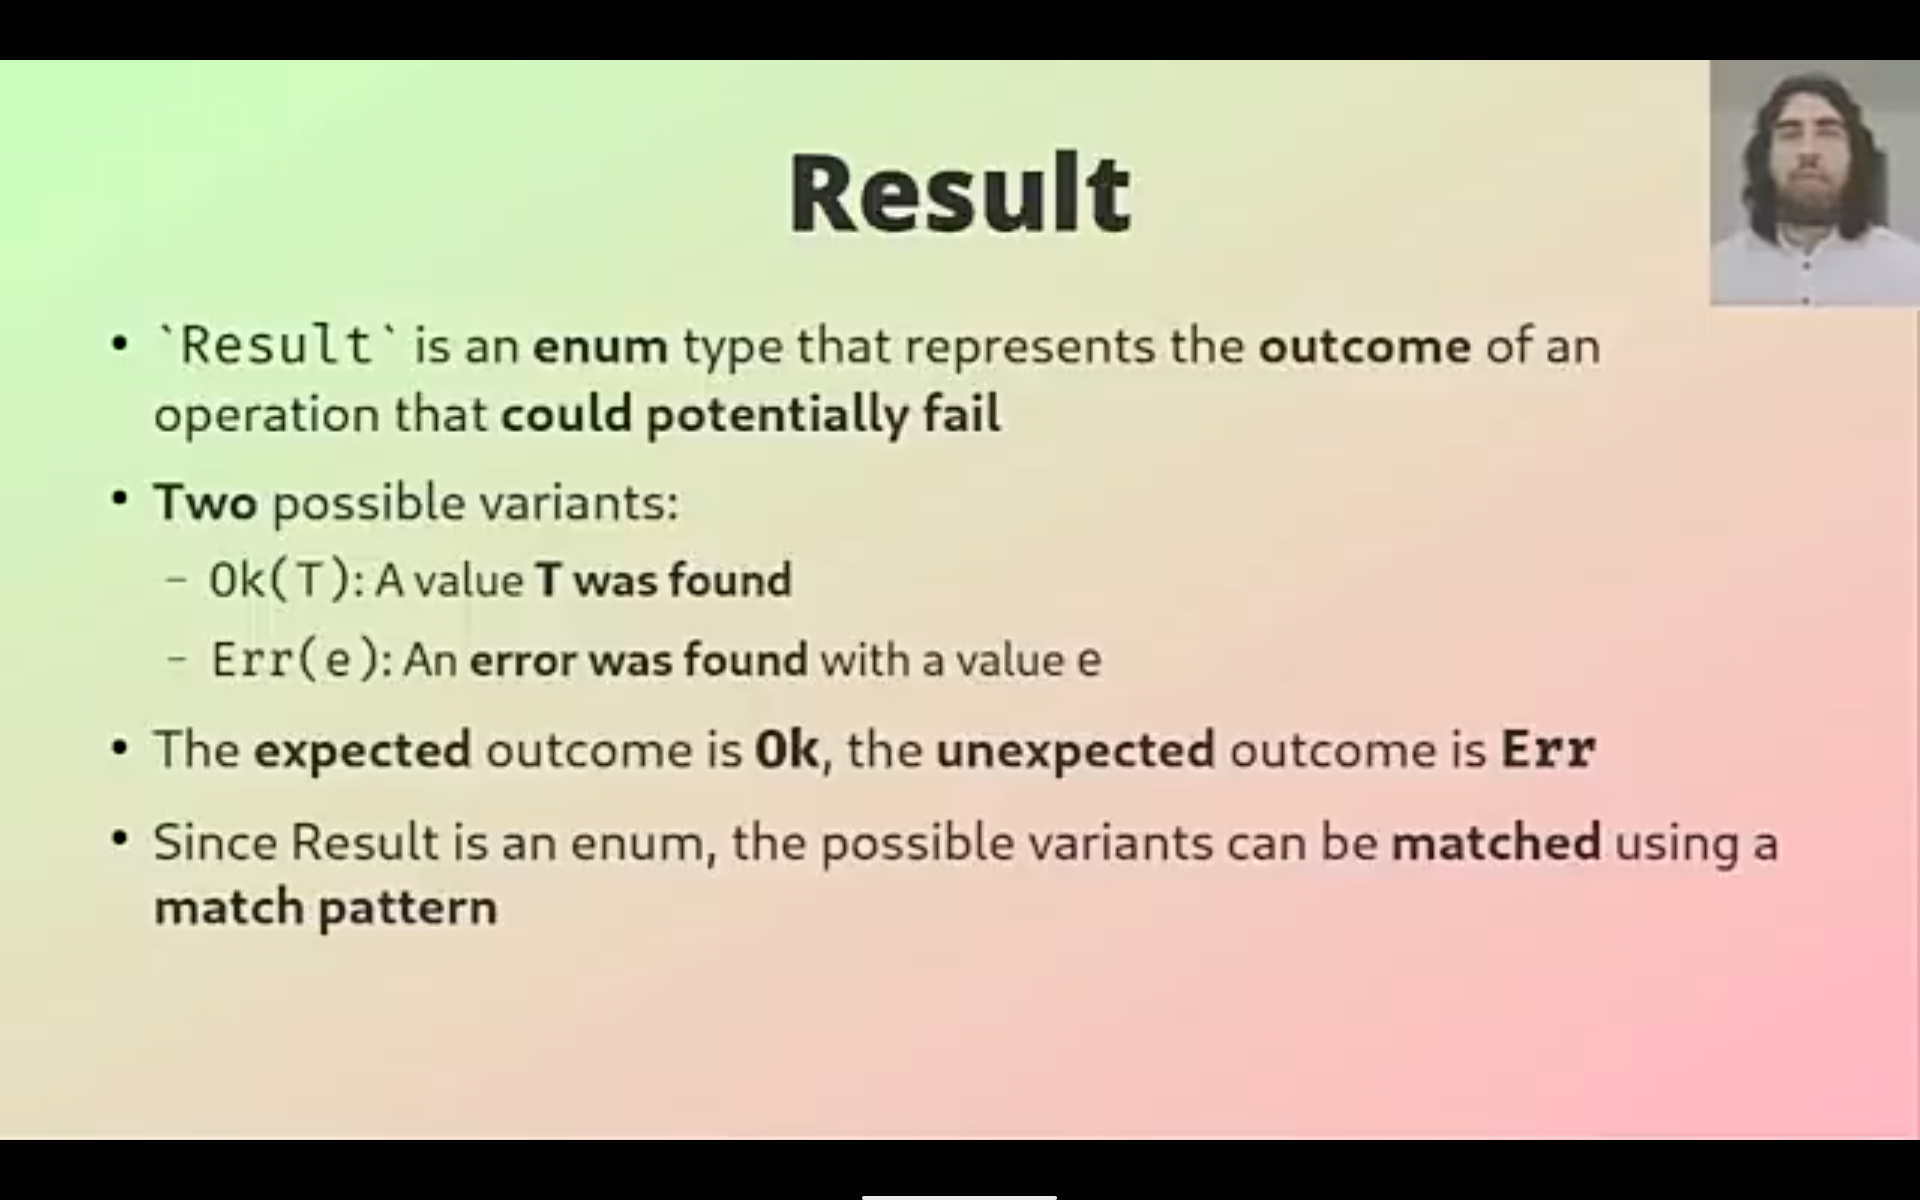 Result
• `Result` is an enum type that represents the outcome of an
operation that could potentially fail
• Two possible variants:
– Ok(T): A value T was found
– Err(e): An error was found with a value e
• The expected outcome is Ok, the unexpected outcome is Err
• Since Result is an enum, the possible variants can be matched using a
match pattern